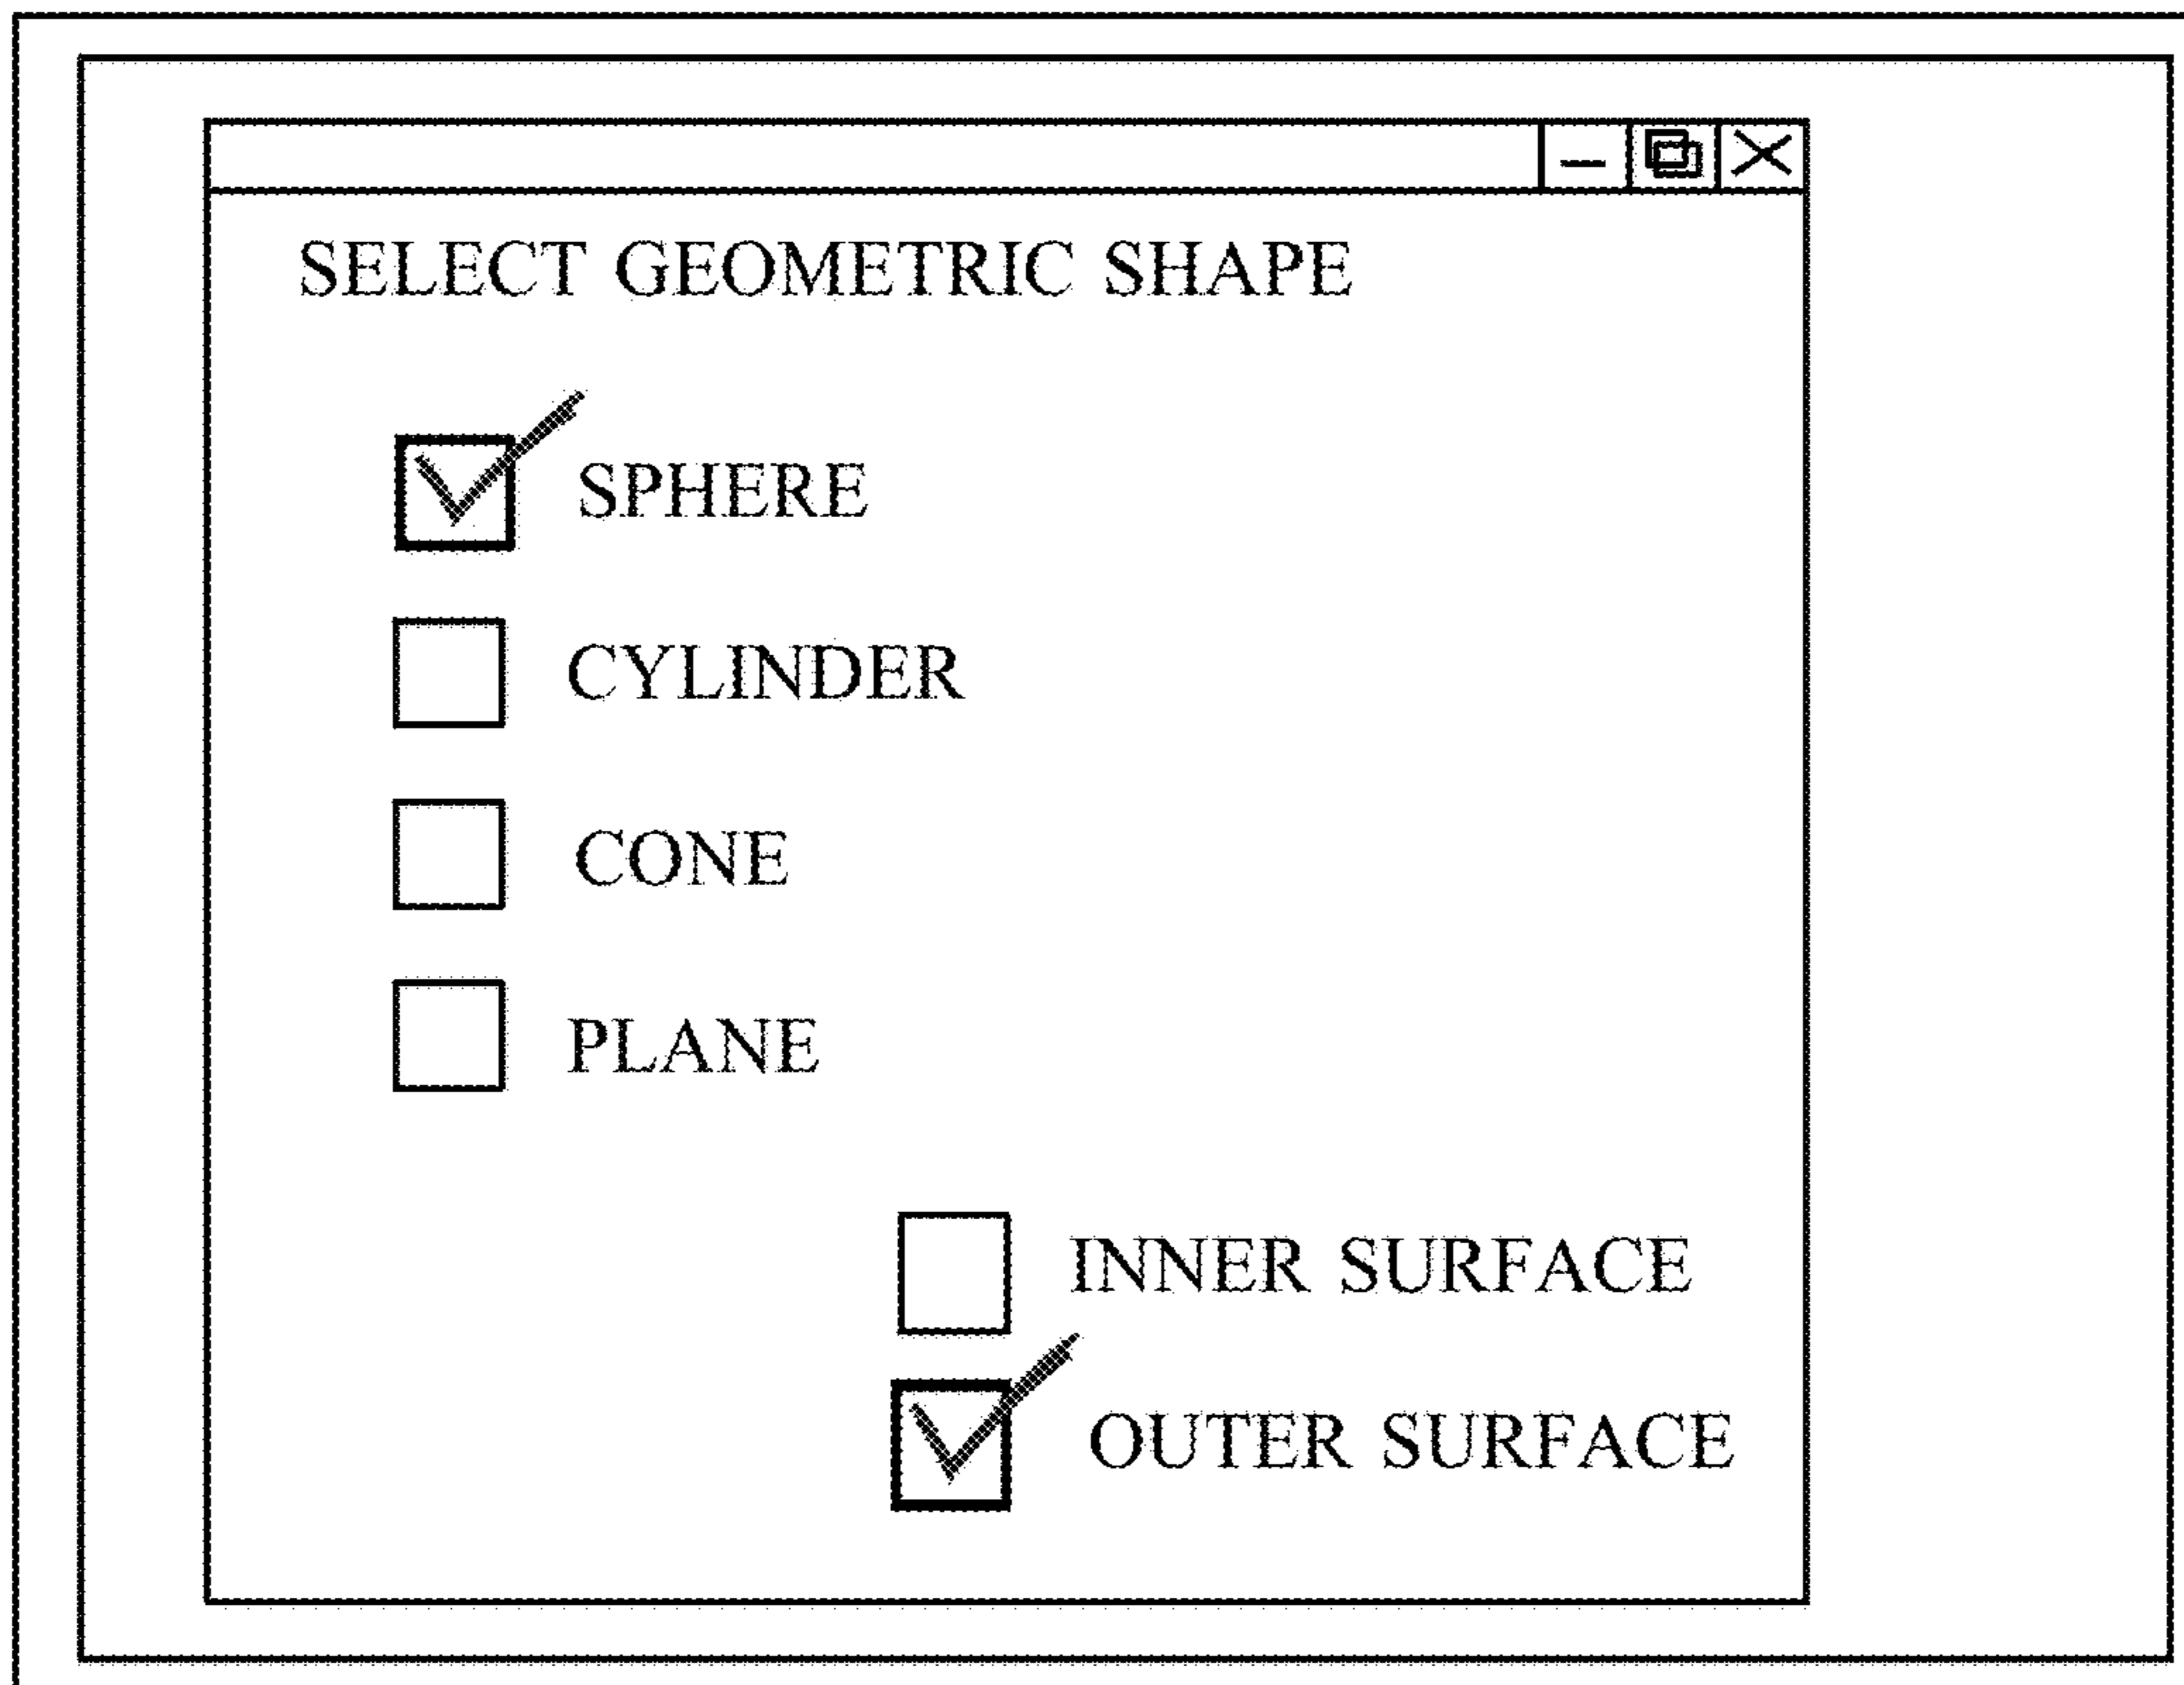 SELECT GEOMETRIC SHAPE
SPHERE
CYLINDER
CONE
PLANE
INNER SURFACE
OUTER SURFACE